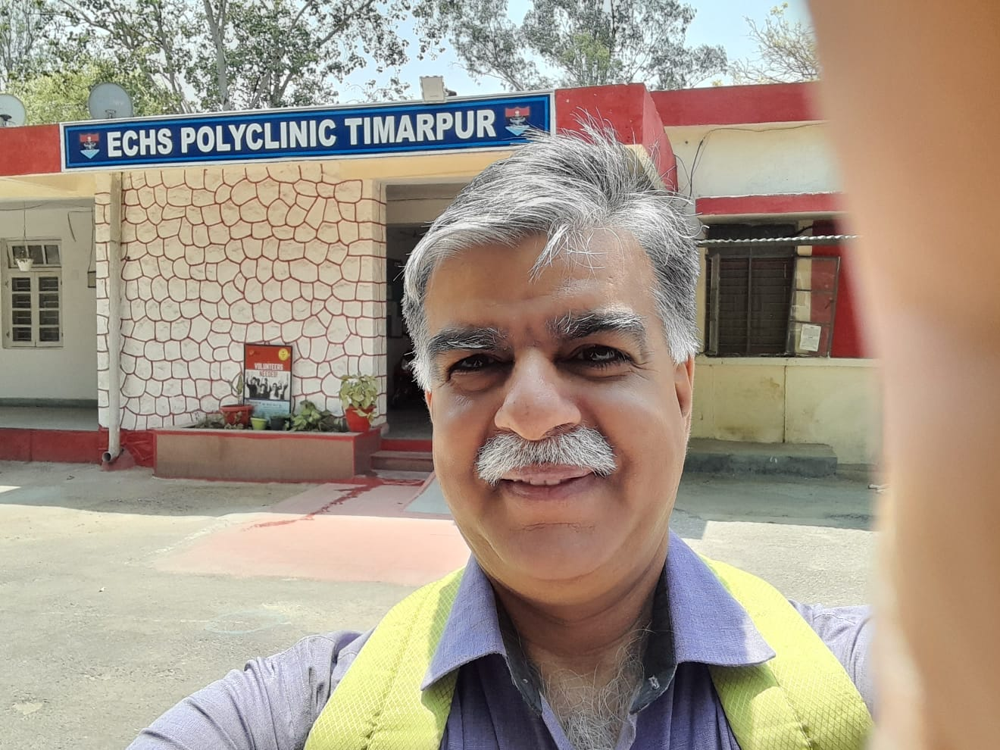 ECHS POLYCLINIC TIMARPUR
VOLUNTEERS
NEEDED!